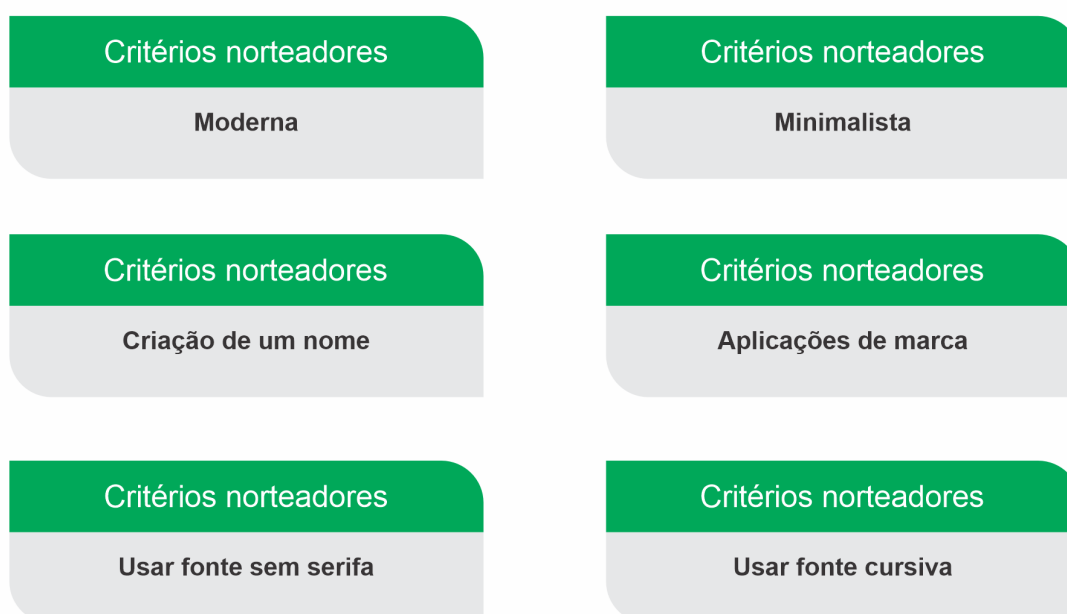 Critérios norteadores
Moderna
Critérios norteadores
Minimalista
Critérios norteadores
Criação de um nome
Critérios norteadores
Aplicações de marca
Critérios norteadores
Usar fonte sem serifa
Critérios norteadores
Usar fonte cursiva